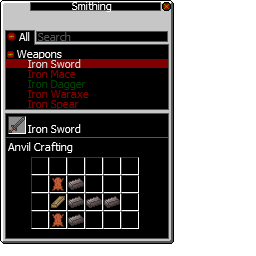 Smithing
All Search
Weapons
Iron Sword
Iron Mace
Iron Dagger
Iron Waraxe
Iron Spear
Iron Sword
Anvil Crafting